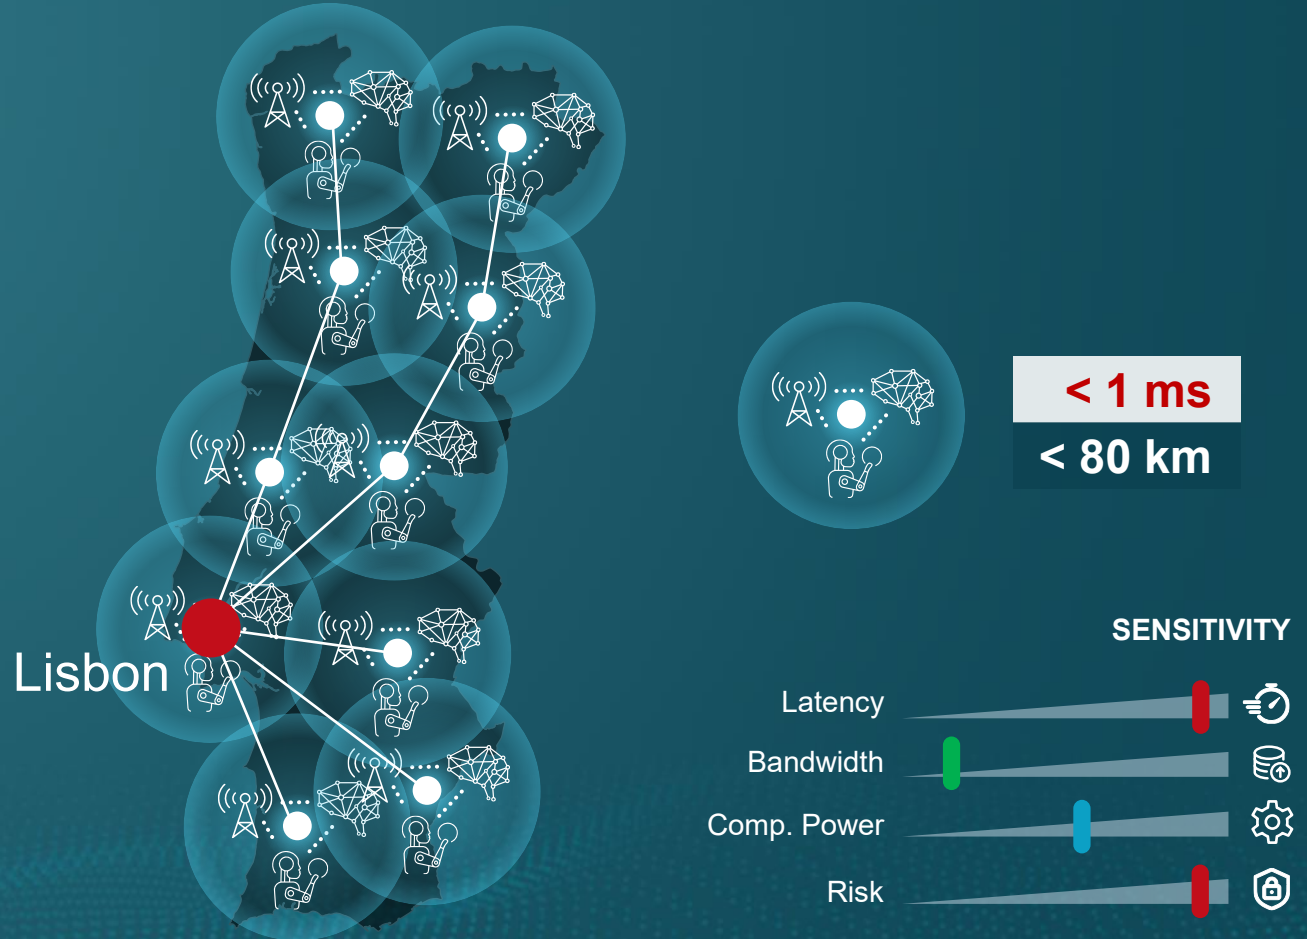 < 1 ms
< 80 km
Lisbon
SENSITIVITY
Latency
Bandwidth
Comp. Power
Risk